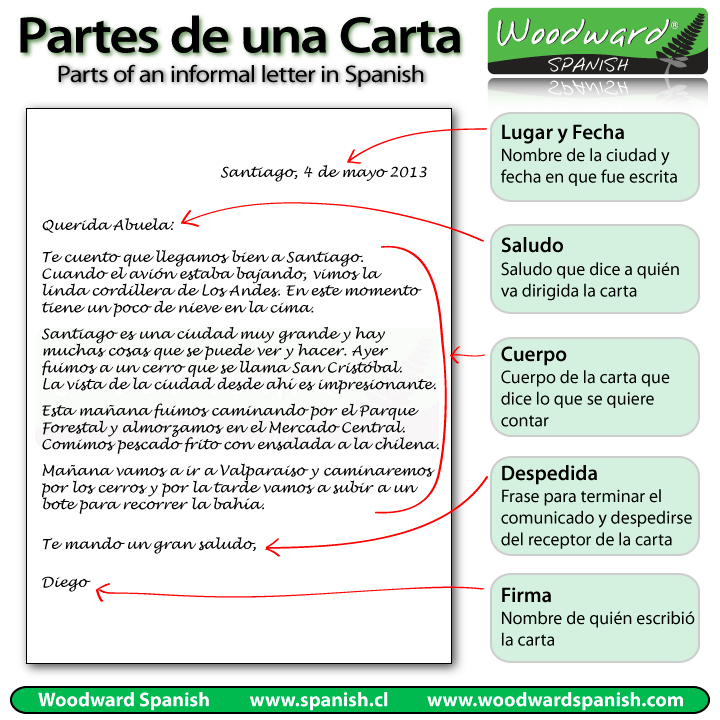 Partes de una Carta
Parts of an informal letter in Spanish
Woodward®
SPANISH
Santiago, 4 de mayo 2013
Querida Abuela:
Te cuento que llegamos bien a Santiago.
Cuando el avión estaba bajando, vimos la
linda cordillera de Los Andes. En este momento
tiene un poco de nieve en la cima.
Santiago es una ciudad muy grande y hay
muchas cosas que se puede ver y hacer. Ayer
fuimos a un cerro que se llama San Cristóbal.
La vista de la ciudad desde ahí es impresionante.
Esta mañana fuimos caminando por el Parque
Forestal y almorzamos en el Mercado Central.
Comimos pescado frito con ensalada a la chilena.
Mañana vamos a ir a Valparaíso y caminaremos
por los cerros y por la tarde vamos a subir a un
bote para recorrer la bahía.
Te mando un gran saludo,
Diego
Lugar y Fecha
Nombre de la ciudad y
fecha en que fue escrita
Saludo
Saludo que dice a quién
va dirigida la carta
Cuerpo
Cuerpo de la carta que
dice lo que se quiere
contar
Despedida
Frase para terminar el
comunicado y despedirse
del receptor de la carta
Firma
Nombre de quién escribió
la carta
Woodward Spanish www.spanish.cl www.woodwardspanish.com